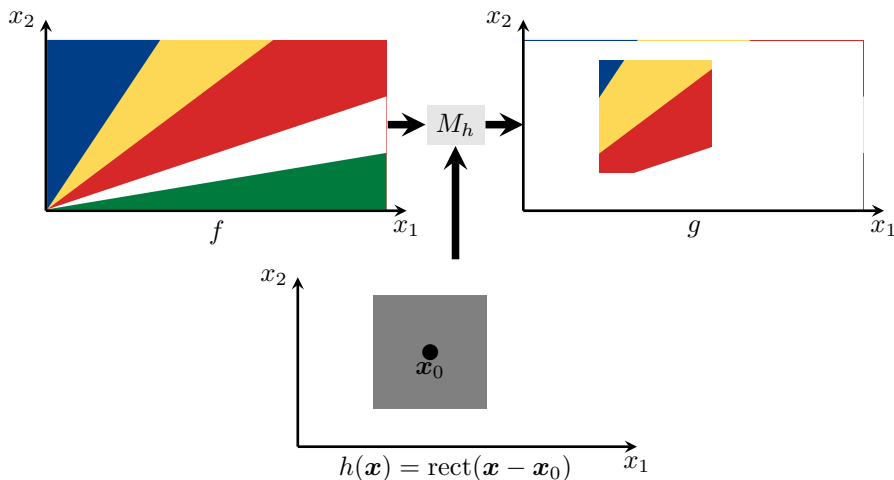 x₂ x₂
M_h
x₁ x₁
f g
x₂
𝒙₀
x₁
h(𝒙) = rect(𝒙 − 𝒙₀)